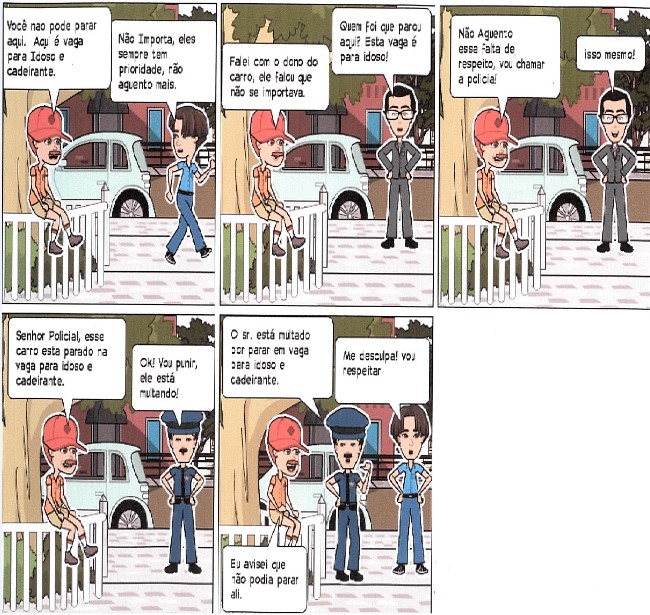 Você nao pode parar
aqui. Aqui é vaga
para Idoso e
cadeirante.
Não Importa, eles
sempre tem
prioridade, não
aguento mais.
Falei com o dono do
carro, ele falou que
não se importava.
Quem foi que parou
aqui? Esta vaga é
para idoso!
Não Aguento
essa falta de
respeito, vou chamar
a policia!
isso mesmo!
Senhor Policial, esse
carro esta parado na
vaga para idoso e
cadeirante.
Ok! Vou punir,
ele está
multando!
O sr. está multado
por parar em vaga
para idoso e
cadeirante.
Me desculpa! vou
respeitar
Eu avisei que
não podia parar
ali.